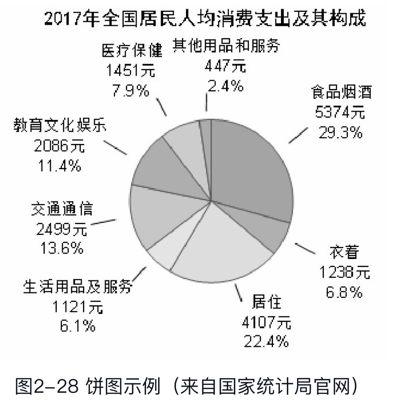 2017年全国居民人均消费支出及其构成
其他用品和服务
447元
2.4%
食品烟酒
5374元
29.3%
衣着
1238元
6.8%
居住
4107元
22.4%
生活用品及服务
1121元
6.1%
交通通信
2499元
13.6%
教育文化娱乐
2086元
11.4%
医疗保健
1451元
7.9%
图2-28 饼图示例（来自国家统计局官网）